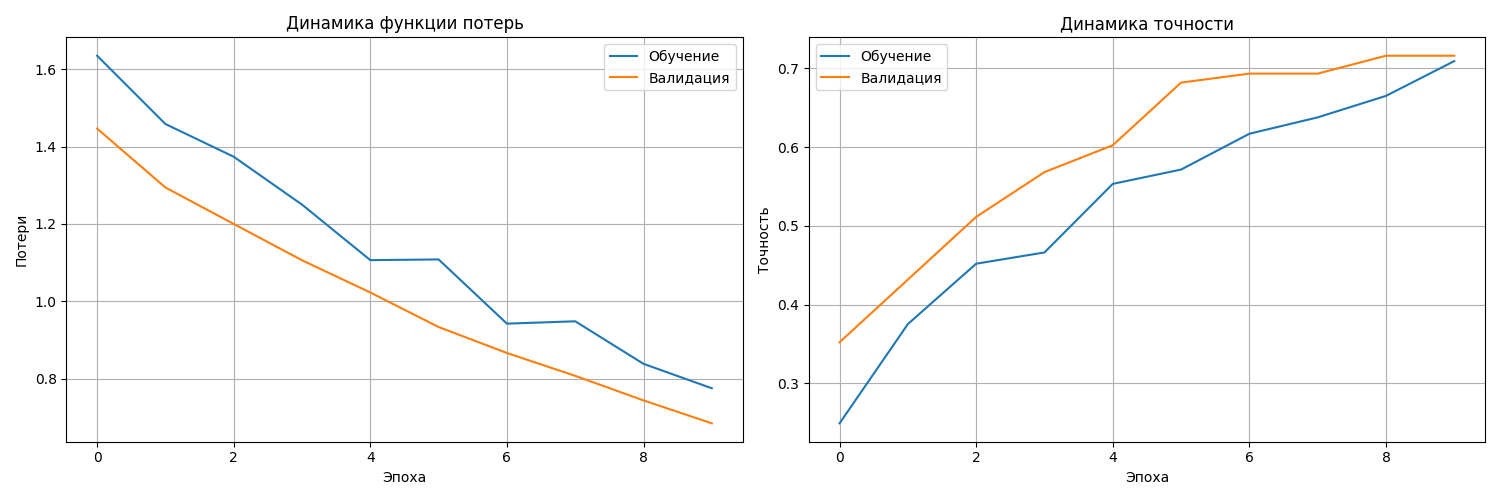 Динамика функции потерь
Обучение
Валидация
1.6
1.4
1.2
1.0
0.8
Потери
0
2
4
6
8
Эпоха
Динамика точности
Обучение
Валидация
0.7
0.6
0.5
0.4
0.3
Точность
0
2
4
6
8
Эпоха